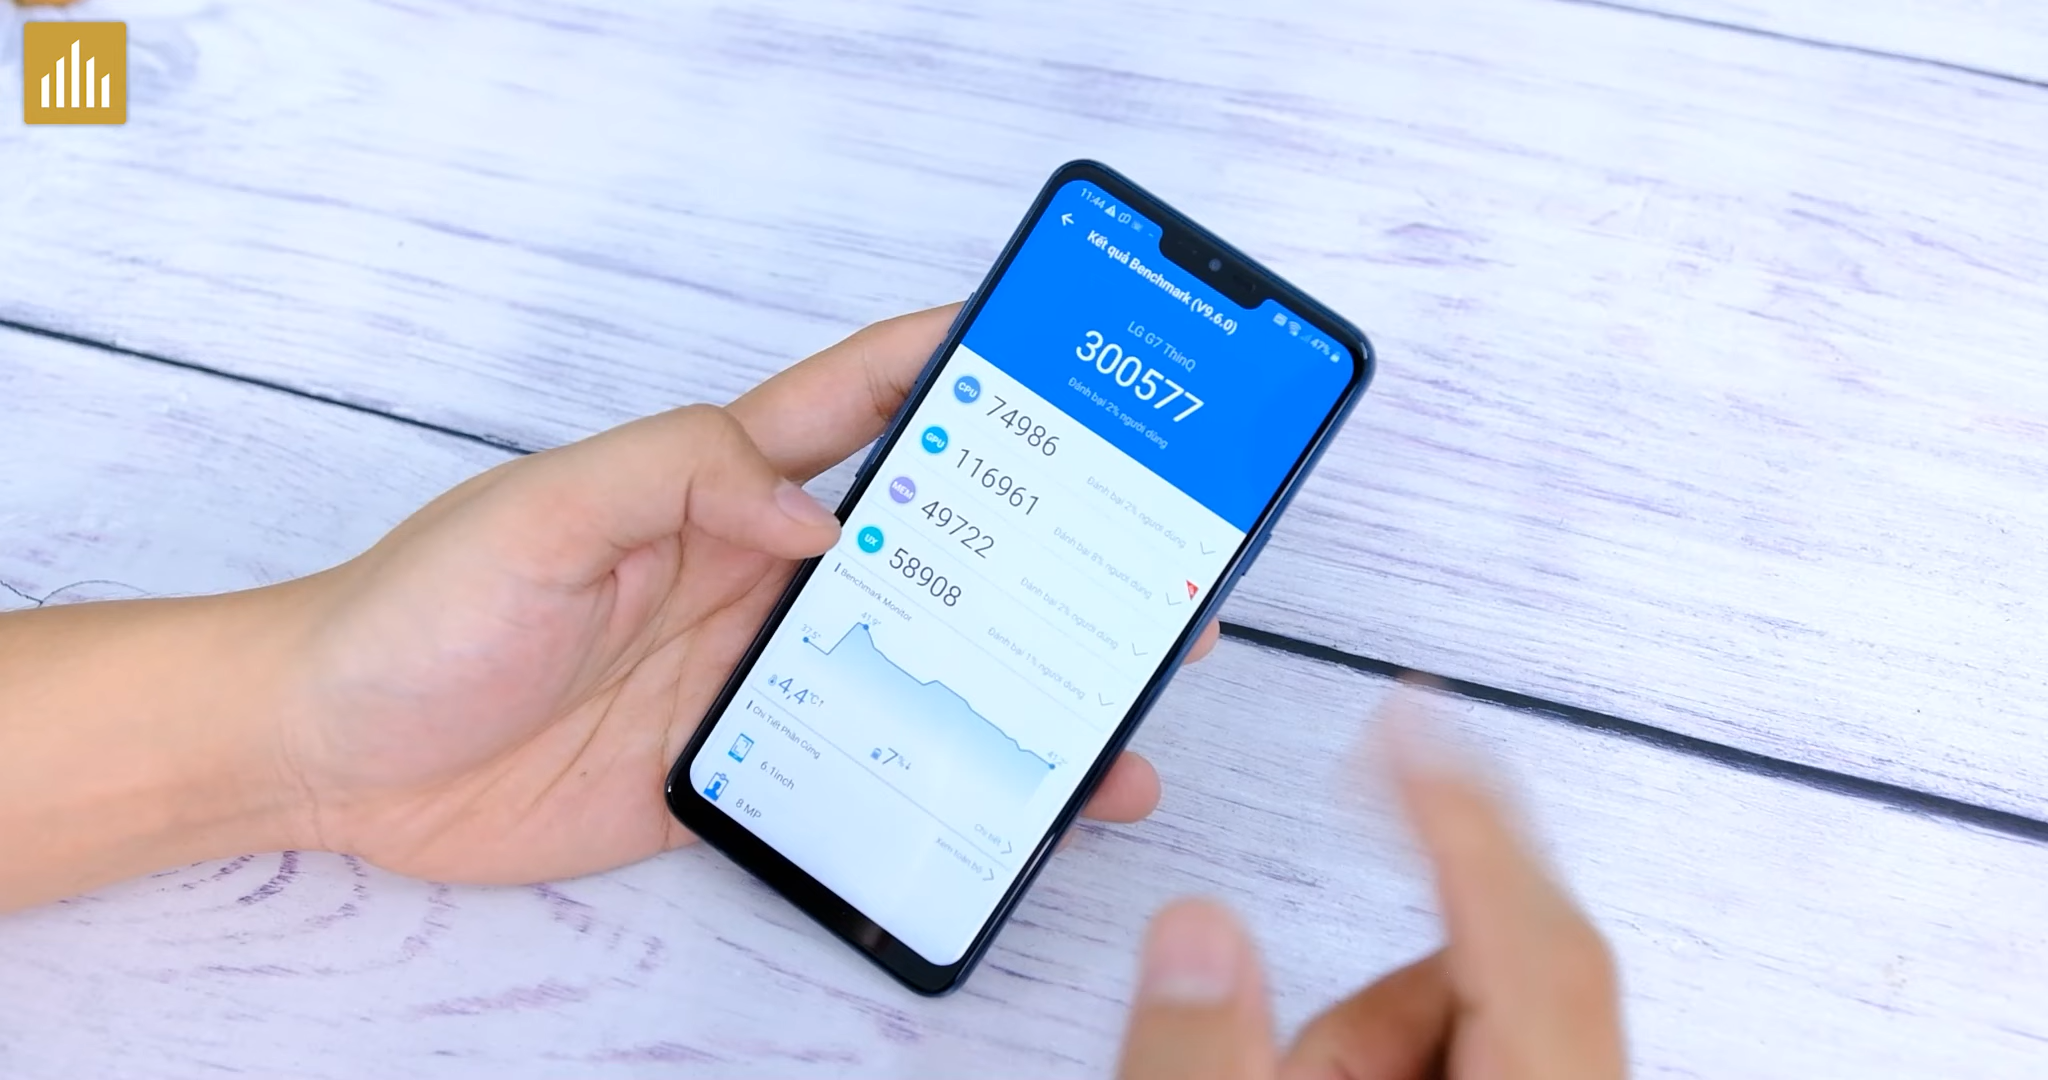 11:44
47%
Kết quả Benchmark (V9.6.0)
LG G7 ThinQ
300577
Đánh bại 2% người dùng
CPU 74986 Đánh bại 2% người dùng
GPU 116961 Đánh bại 8% người dùng
MEM 49722 Đánh bại 2% người dùng
UX 58908 Đánh bại 1% người dùng
Benchmark Monitor
37.5° 41.9° 41.2°
4,4°C↑ 7%↓
Chi tiết
Chi Tiết Phần Cứng
Xem toàn bộ
6.1inch
8 MP